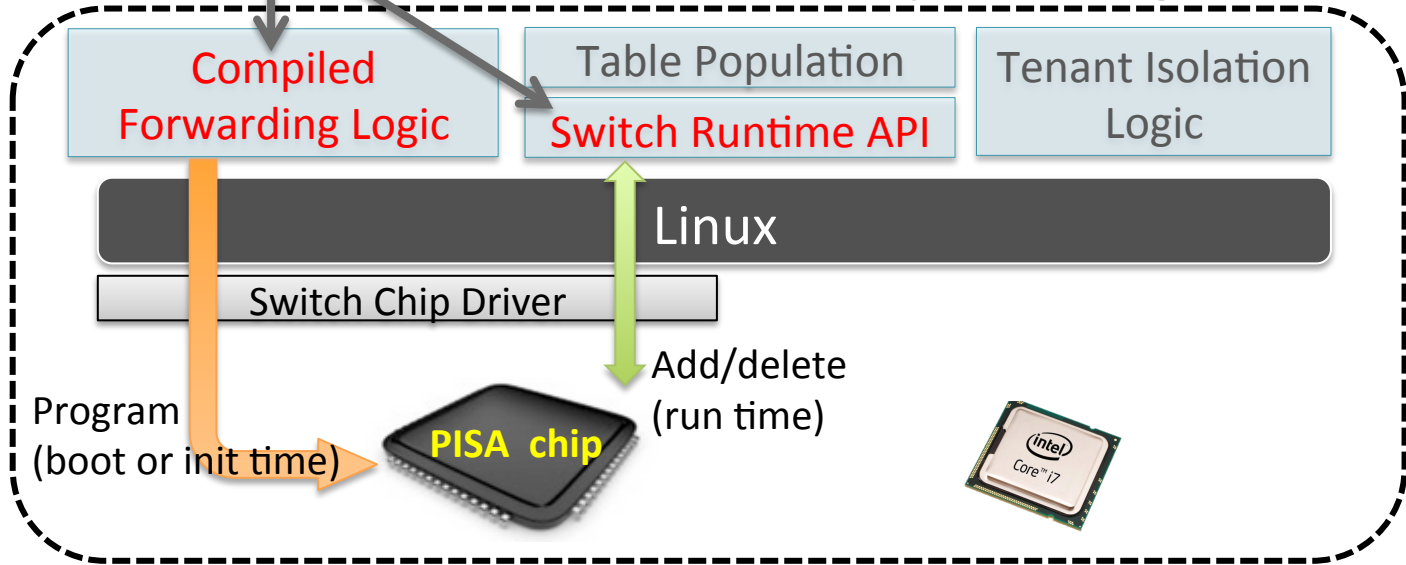 Compiled
Forwarding Logic
Table Population
Switch Runtime API
Tenant Isolation
Logic
Linux
Switch Chip Driver
Add/delete
(run time)
Program
(boot or init time)
PISA chip
(intel)
Core™ i7